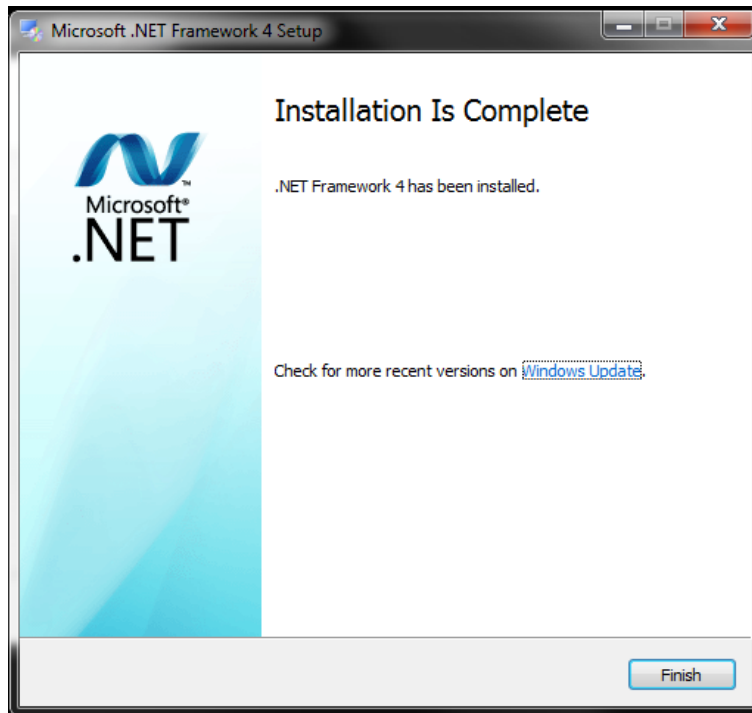 Microsoft .NET Framework 4 Setup
Installation Is Complete
.NET Framework 4 has been installed.
Microsoft®
.NET
™
Check for more recent versions on Windows Update.
Finish